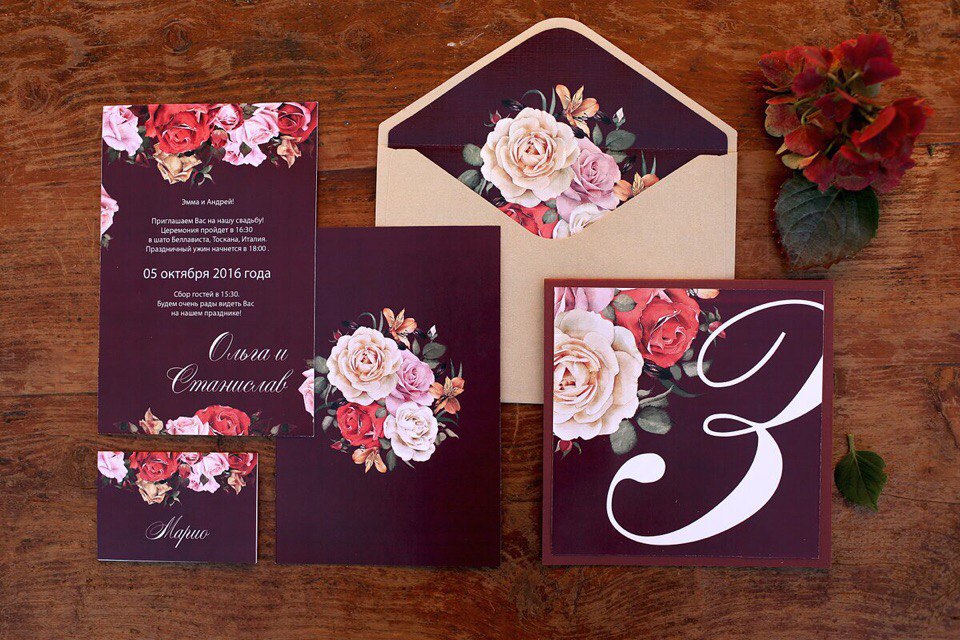 Эмма и Андрей!
Приглашаем Вас на нашу свадьбу!
Церемония пройдет в 16:30
в шато Беллависта, Тоскана, Италия.
Праздничный ужин начнется в 18:00 .
05 октября 2016 года
Сбор гостей в 15:30.
Будем очень рады видеть Вас
на нашем празднике!
Ольга и
Станислав
Марио
3